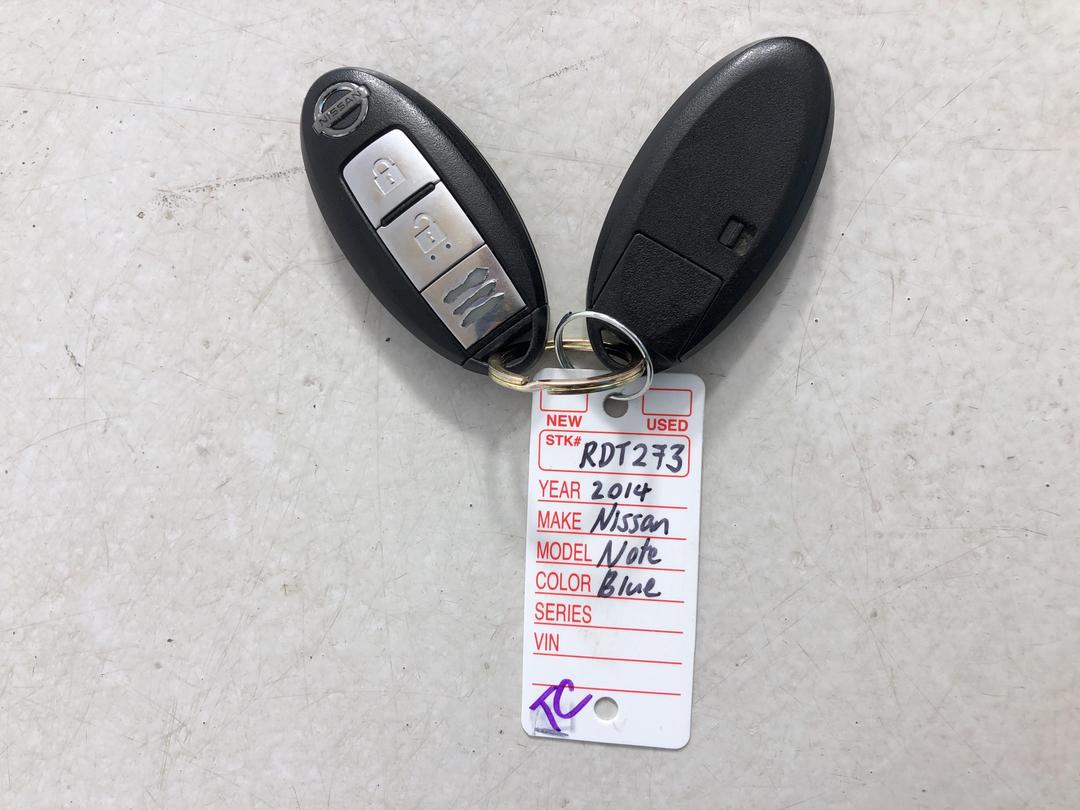 NISSAN
NEW USED
STK# RDT273
YEAR 2014
MAKE Nissan
MODEL Note
COLOR Blue
SERIES
VIN
TC